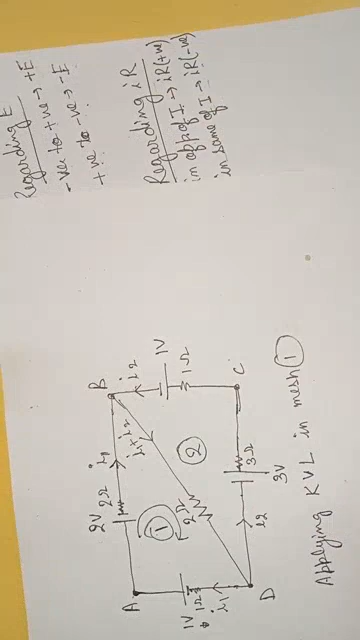 Regarding E
-ve to +ve → +E
+ve to -ve → -E
Regarding iR
in opp of I → iR(+ve)
in same of I → iR(-ve)
A
2V
2Ω
i1
B
i2
1V
1Ω
C
i1+i2
1
2Ω
2
3Ω
3V
1V
1Ω
i1
D
i2
Applying KVL in mesh 1